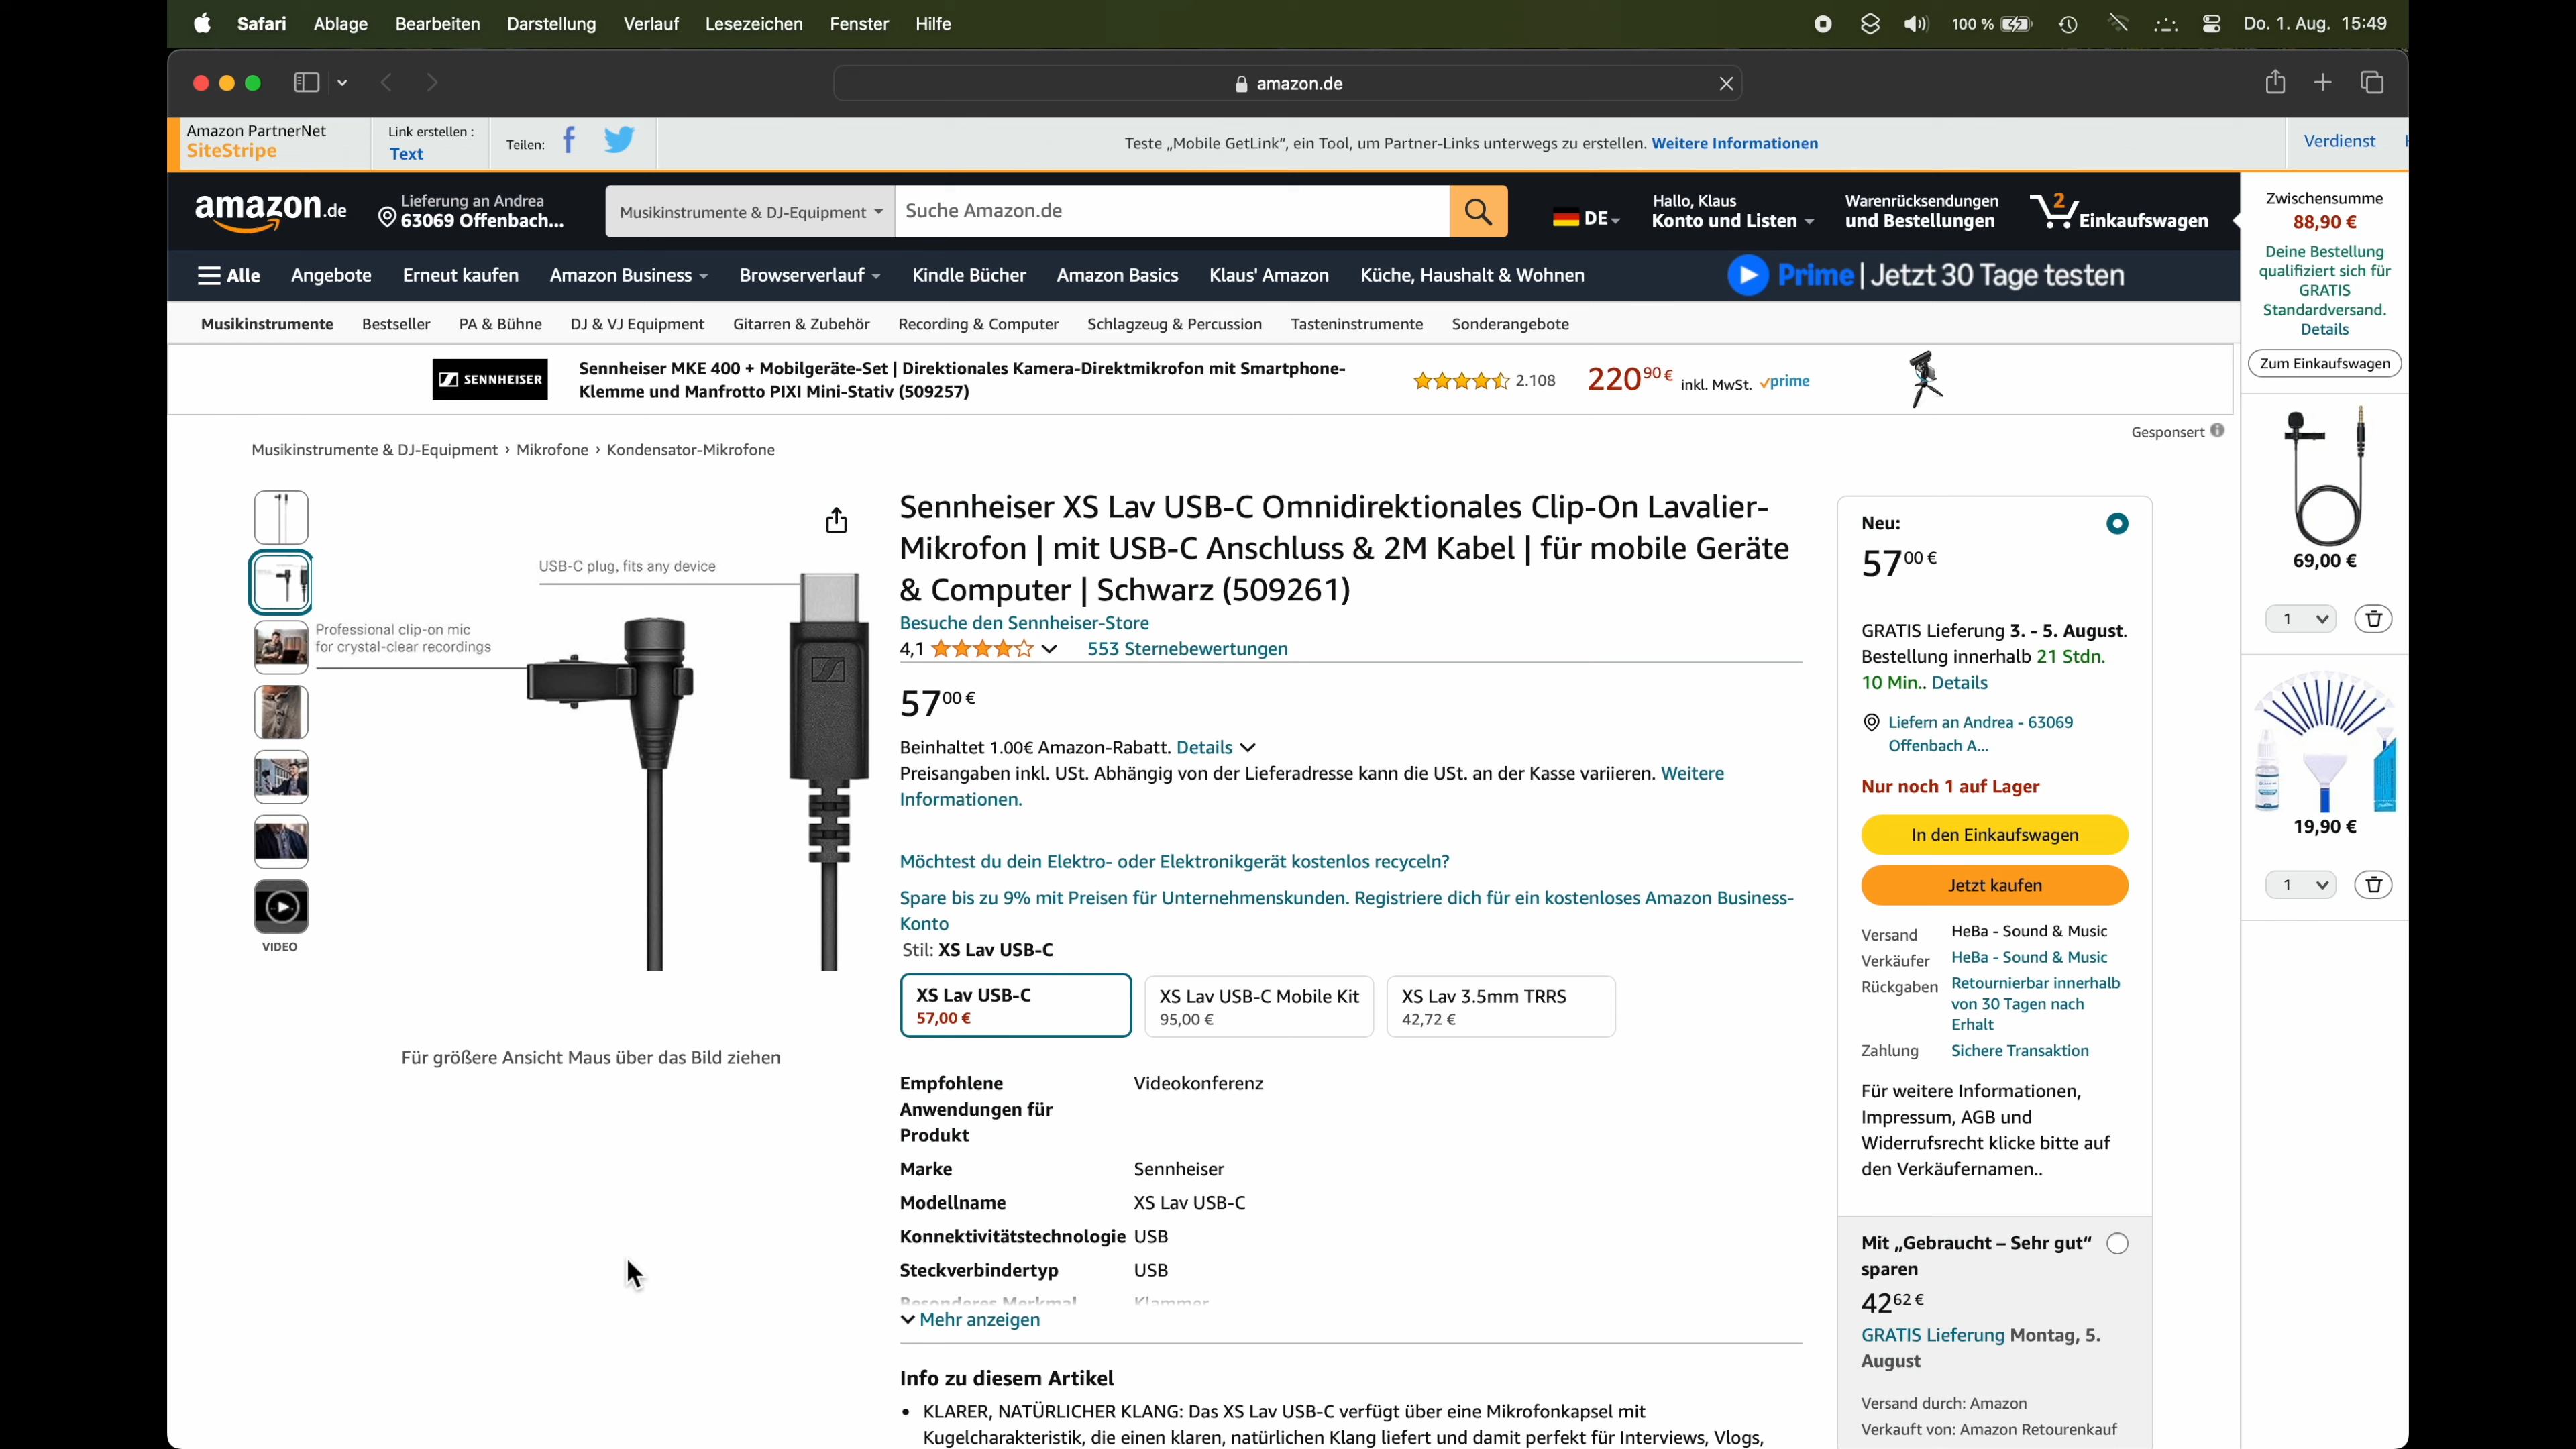 Safari Ablage Bearbeiten Darstellung Verlauf Lesezeichen Fenster Hilfe
100 % Do. 1. Aug. 15:49
amazon.de
Amazon PartnerNet
SiteStripe
Link erstellen :
Text
Teilen:
Teste „Mobile GetLink“, ein Tool, um Partner-Links unterwegs zu erstellen. Weitere Informationen
Verdienst
amazon.de
Lieferung an Andrea
63069 Offenbach...
Musikinstrumente & DJ-Equipment
Suche Amazon.de
DE
Hallo, Klaus
Konto und Listen
Warenrücksendungen
und Bestellungen
2
Einkaufswagen
Alle Angebote Erneut kaufen Amazon Business Browserverlauf Kindle Bücher Amazon Basics Klaus' Amazon Küche, Haushalt & Wohnen
Prime | Jetzt 30 Tage testen
Musikinstrumente Bestseller PA & Bühne DJ & VJ Equipment Gitarren & Zubehör Recording & Computer Schlagzeug & Percussion Tasteninstrumente Sonderangebote
SENNHEISER
Sennheiser MKE 400 + Mobilgeräte-Set | Direktionales Kamera-Direktmikrofon mit Smartphone-
Klemme und Manfrotto PIXI Mini-Stativ (509257)
2.108
220 90 € inkl. MwSt. prime
Gesponsert
Musikinstrumente & DJ-Equipment › Mikrofone › Kondensator-Mikrofone
USB-C plug, fits any device
Professional clip-on mic
for crystal-clear recordings
VIDEO
Für größere Ansicht Maus über das Bild ziehen
Sennheiser XS Lav USB-C Omnidirektionales Clip-On Lavalier-
Mikrofon | mit USB-C Anschluss & 2M Kabel | für mobile Geräte
& Computer | Schwarz (509261)
Besuche den Sennheiser-Store
4,1 553 Sternebewertungen
57 00 €
Beinhaltet 1.00€ Amazon-Rabatt. Details
Preisangaben inkl. USt. Abhängig von der Lieferadresse kann die USt. an der Kasse variieren. Weitere
Informationen.
Möchtest du dein Elektro- oder Elektronikgerät kostenlos recyceln?
Spare bis zu 9% mit Preisen für Unternehmenskunden. Registriere dich für ein kostenloses Amazon Business-
Konto
Stil: XS Lav USB-C
XS Lav USB-C
57,00 €
XS Lav USB-C Mobile Kit
95,00 €
XS Lav 3.5mm TRRS
42,72 €
Empfohlene
Anwendungen für
Produkt
Videokonferenz
Marke Sennheiser
Modellname XS Lav USB-C
Konnektivitätstechnologie USB
Steckverbindertyp USB
Besonderes Merkmal Klammer
Mehr anzeigen
Info zu diesem Artikel
• KLARER, NATÜRLICHER KLANG: Das XS Lav USB-C verfügt über eine Mikrofonkapsel mit
Kugelcharakteristik, die einen klaren, natürlichen Klang liefert und damit perfekt für Interviews, Vlogs,
Neu:
57 00 €
GRATIS Lieferung 3. - 5. August.
Bestellung innerhalb 21 Stdn.
10 Min.. Details
Liefern an Andrea - 63069
Offenbach A...
Nur noch 1 auf Lager
In den Einkaufswagen
Jetzt kaufen
Versand HeBa - Sound & Music
Verkäufer HeBa - Sound & Music
Rückgaben Retournierbar innerhalb
von 30 Tagen nach
Erhalt
Zahlung Sichere Transaktion
Für weitere Informationen,
Impressum, AGB und
Widerrufsrecht klicke bitte auf
den Verkäufernamen..
Mit „Gebraucht – Sehr gut“
sparen
42 62 €
GRATIS Lieferung Montag, 5.
August
Versand durch: Amazon
Verkauft von: Amazon Retourenkauf
Zwischensumme
88,90 €
Deine Bestellung
qualifiziert sich für
GRATIS
Standardversand.
Details
Zum Einkaufswagen
69,00 €
1
19,90 €
1